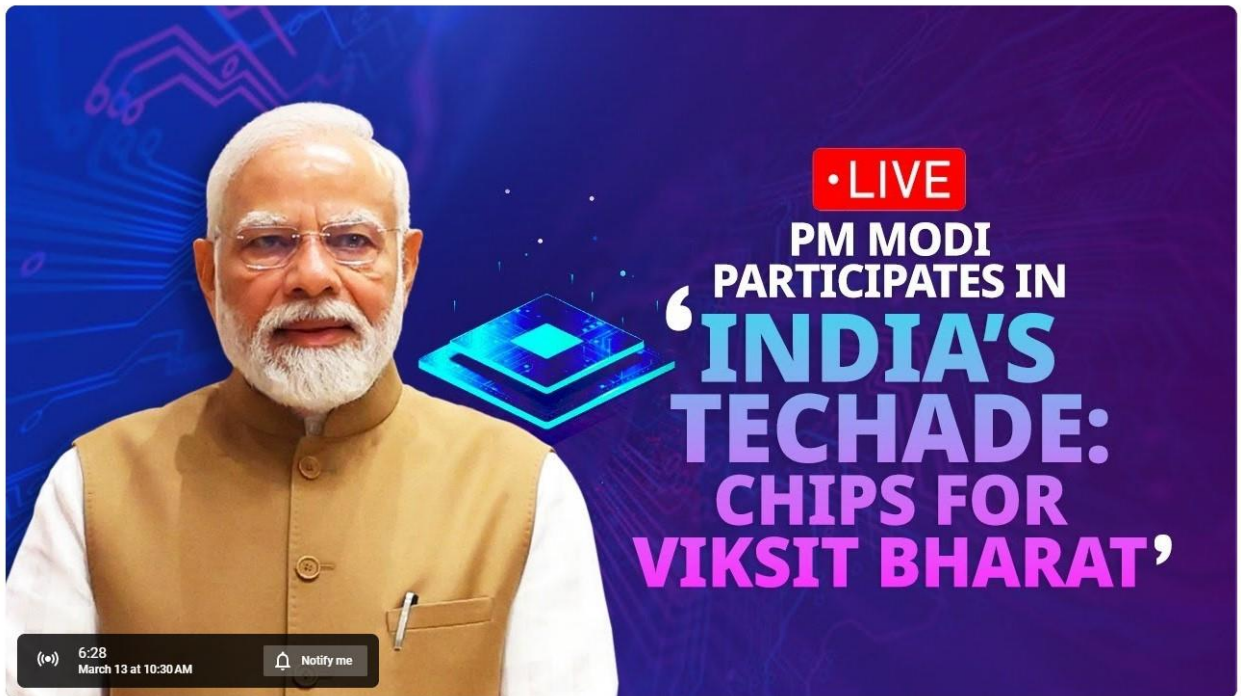 • LIVE
PM MODI
PARTICIPATES IN
‘INDIA’S
TECHADE:
CHIPS FOR
VIKSIT BHARAT’
6:28
March 13 at 10:30 AM
Notify me